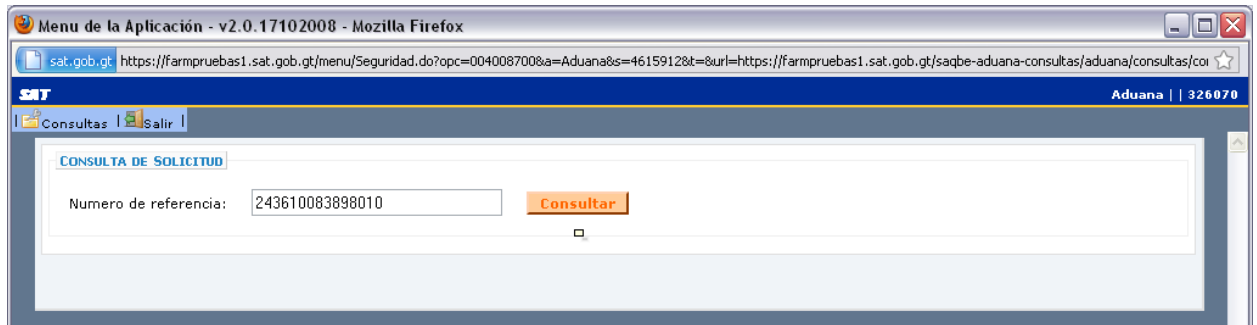 Menu de la Aplicación - v2.0.17102008 - Mozilla Firefox
sat.gob.gt https://farmpruebas1.sat.gob.gt/menu/Seguridad.do?opc=004008700&a=Aduana&s=4615912&t=&url=https://farmpruebas1.sat.gob.gt/saqbe-aduana-consultas/aduana/consultas/co
SAT Aduana | | 326070
| Consultas | Salir |
CONSULTA DE SOLICITUD
Numero de referencia: 243610083898010 Consultar